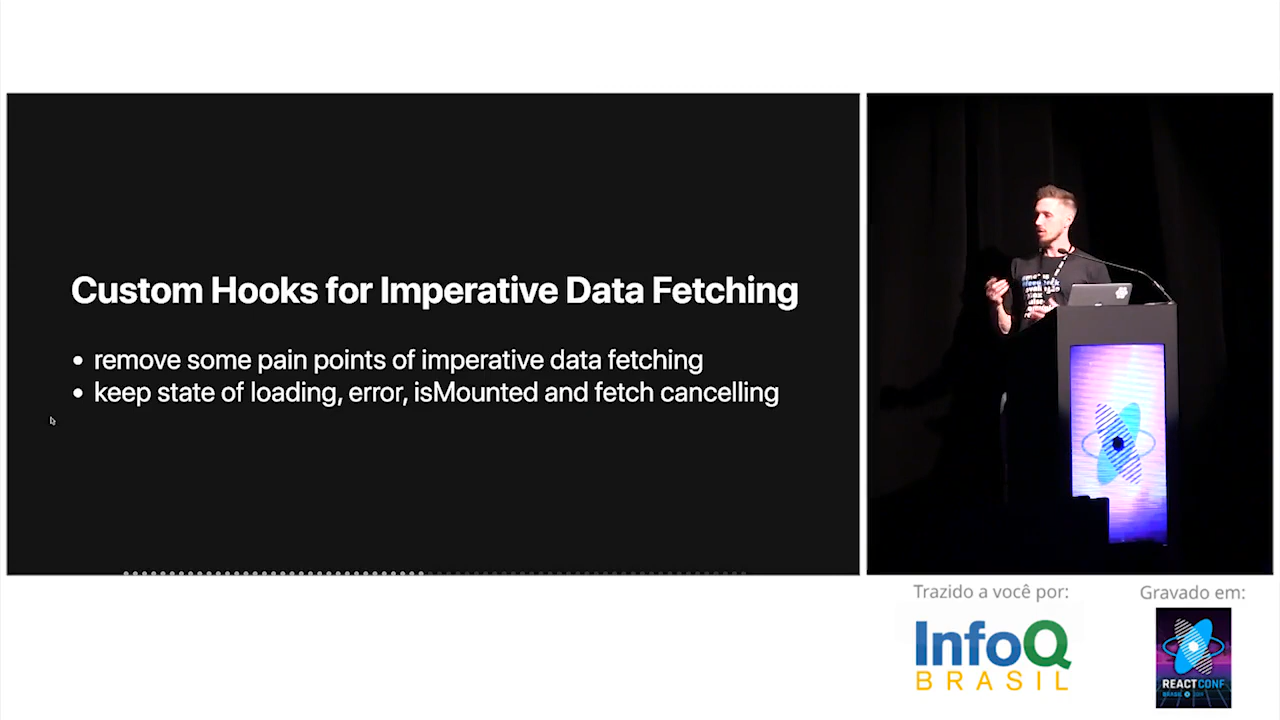 Custom Hooks for Imperative Data Fetching
• remove some pain points of imperative data fetching
• keep state of loading, error, isMounted and fetch cancelling
Trazido a você por:
InfoQ
BRASIL
Gravado em:
REACTCONF
BRASIL